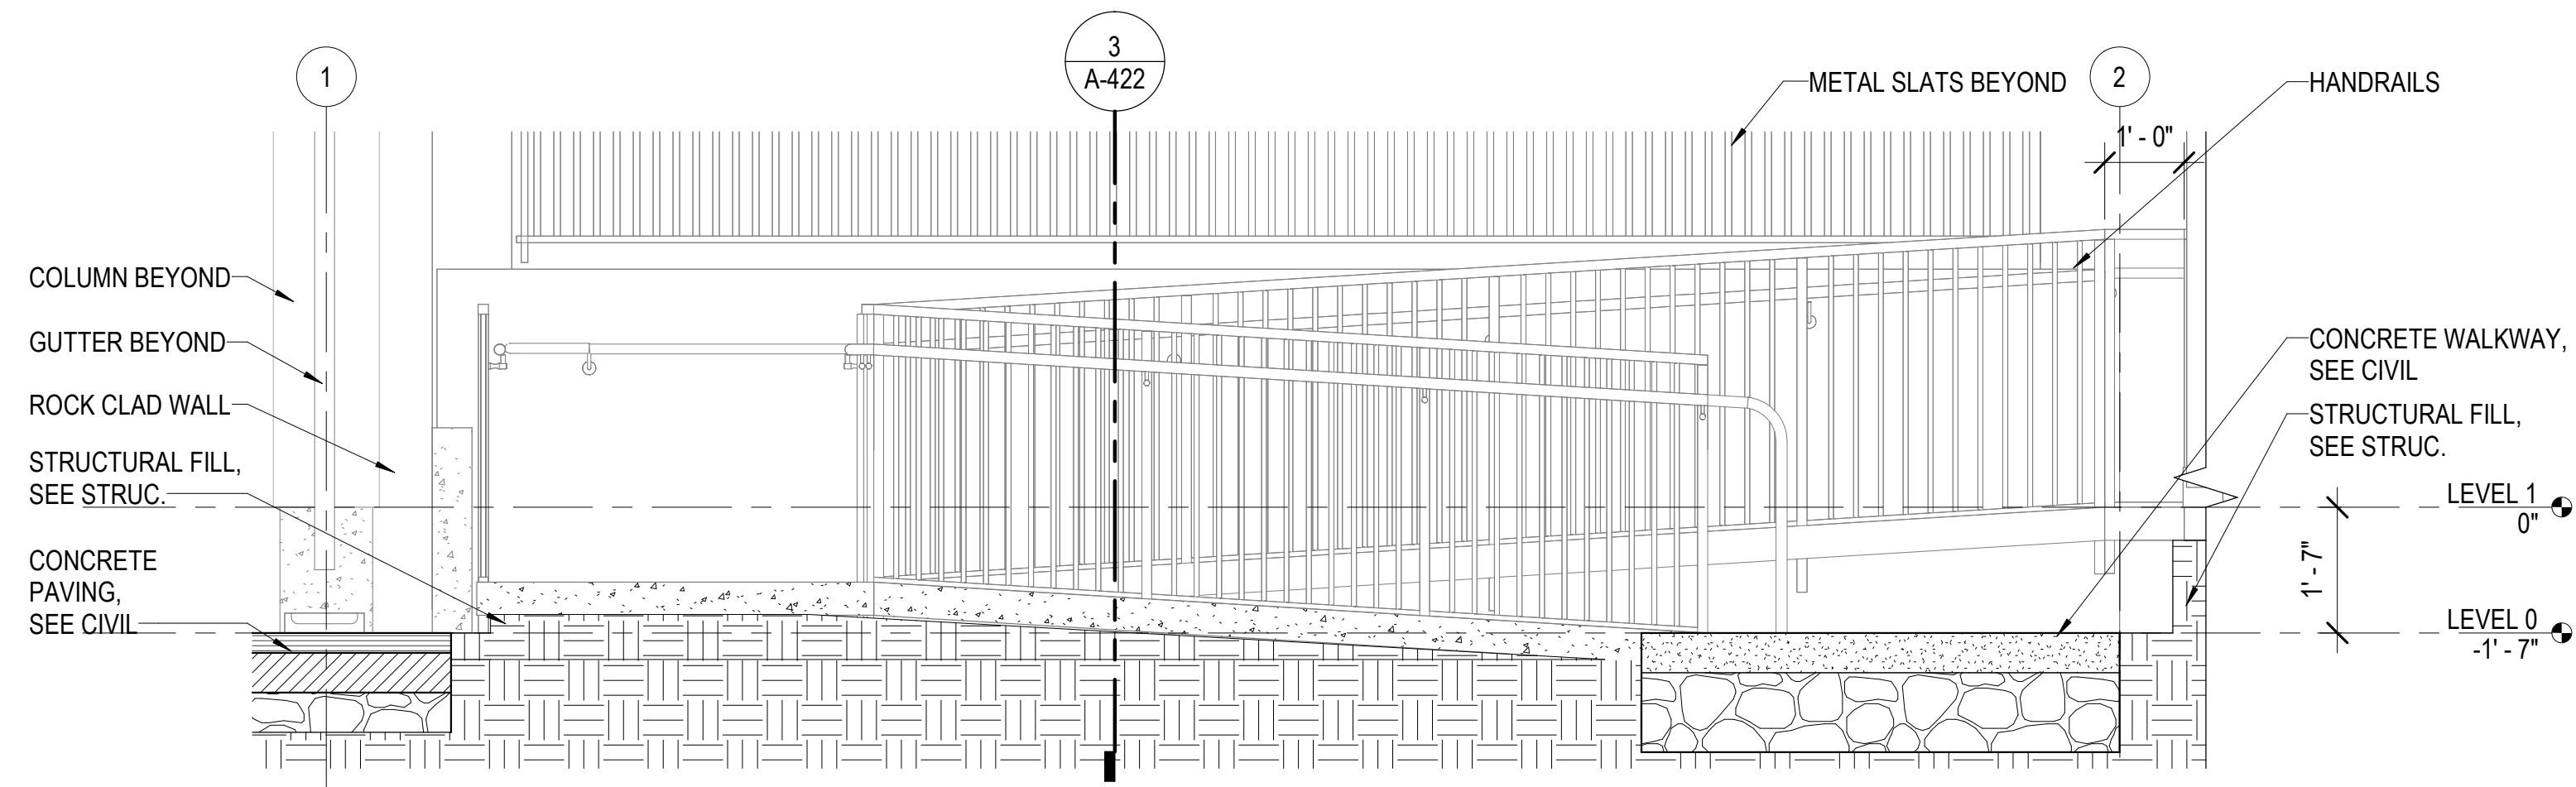 1
3
A-422
METAL SLATS BEYOND
2
HANDRAILS
1' - 0"
COLUMN BEYOND
GUTTER BEYOND
ROCK CLAD WALL
STRUCTURAL FILL,
SEE STRUC.
CONCRETE
PAVING,
SEE CIVIL
CONCRETE WALKWAY,
SEE CIVIL
STRUCTURAL FILL,
SEE STRUC.
LEVEL 1
0"
1' - 7"
LEVEL 0
-1' - 7"